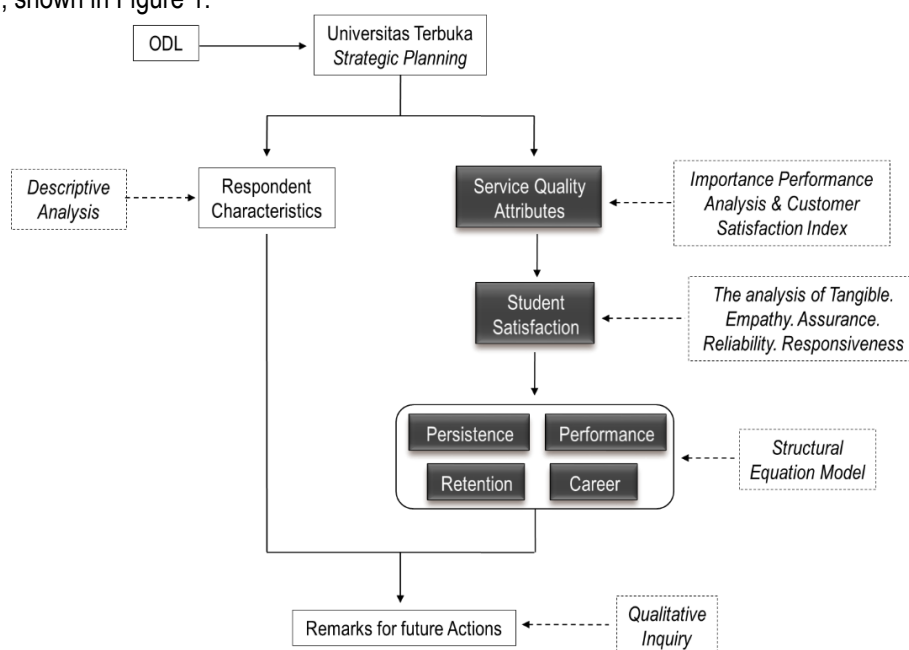 , shown in Figure 1.
ODL
Universitas Terbuka
Strategic Planning
Descriptive
Analysis
Respondent
Characteristics
Service Quality
Attributes
Importance Performance
Analysis & Customer
Satisfaction Index
Student
Satisfaction
The analysis of Tangible.
Empathy. Assurance.
Reliability. Responsiveness
Persistence
Performance
Retention
Career
Structural
Equation Model
Remarks for future Actions
Qualitative
Inquiry